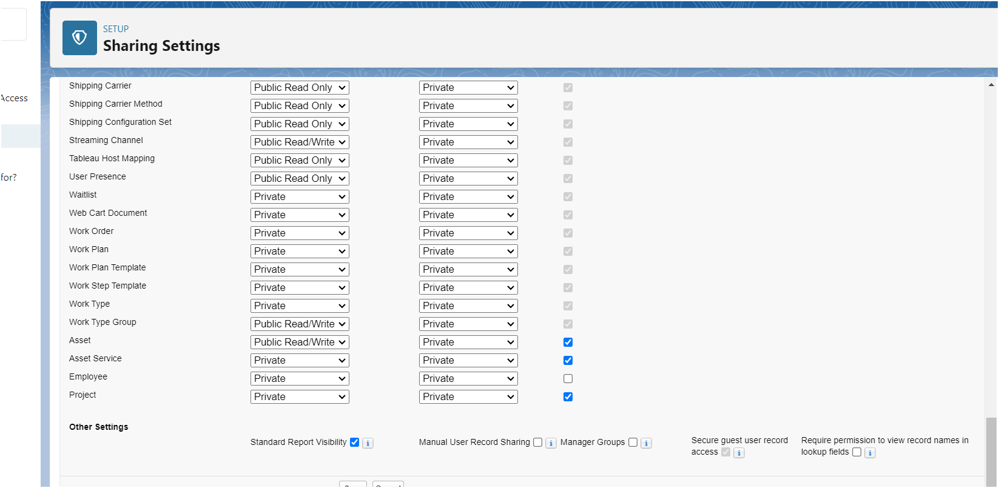 SETUP
Sharing Settings
Access
for?
Shipping Carrier Public Read Only Private
Shipping Carrier Method Public Read Only Private
Shipping Configuration Set Public Read Only Private
Streaming Channel Public Read/Write Private
Tableau Host Mapping Public Read Only Private
User Presence Public Read Only Private
Waitlist Private Private
Web Cart Document Private Private
Work Order Private Private
Work Plan Private Private
Work Plan Template Private Private
Work Step Template Private Private
Work Type Private Private
Work Type Group Public Read/Write Private
Asset Public Read/Write Private
Asset Service Private Private
Employee Private Private
Project Private Private
Other Settings
Standard Report Visibility i Manual User Record Sharing i Manager Groups i
Secure guest user record
access i
Require permission to view record names in
lookup fields i